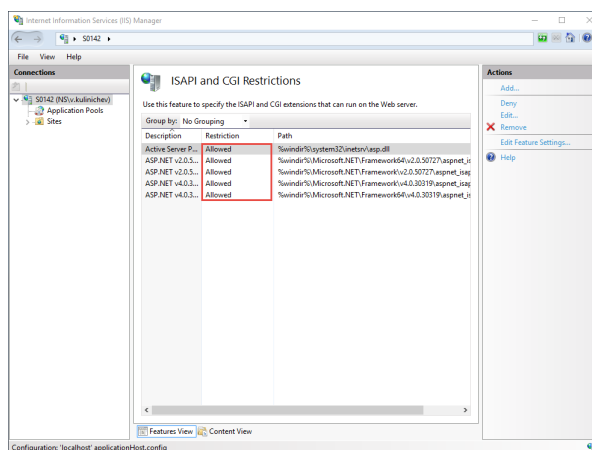 Internet Information Services (IIS) Manager
S0142
File View Help
Connections
S0142 (NS\v.kulinichev)
Application Pools
Sites
ISAPI and CGI Restrictions
Use this feature to specify the ISAPI and CGI extensions that can run on the Web server.
Group by: No Grouping
Description Restriction Path
Active Server P... Allowed %windir%\system32\inetsrv\asp.dll
ASP.NET v2.0.5... Allowed %windir%\Microsoft.NET\Framework64\v2.0.50727\aspnet_is
ASP.NET v2.0.5... Allowed %windir%\Microsoft.NET\Framework\v2.0.50727\aspnet_isap
ASP.NET v4.0.3... Allowed %windir%\Microsoft.NET\Framework\v4.0.30319\aspnet_isap
ASP.NET v4.0.3... Allowed %windir%\Microsoft.NET\Framework64\v4.0.30319\aspnet_is
Features View Content View
Actions
Add...
Deny
Edit...
Remove
Edit Feature Settings...
Help
Configuration: 'localhost' applicationHost.config